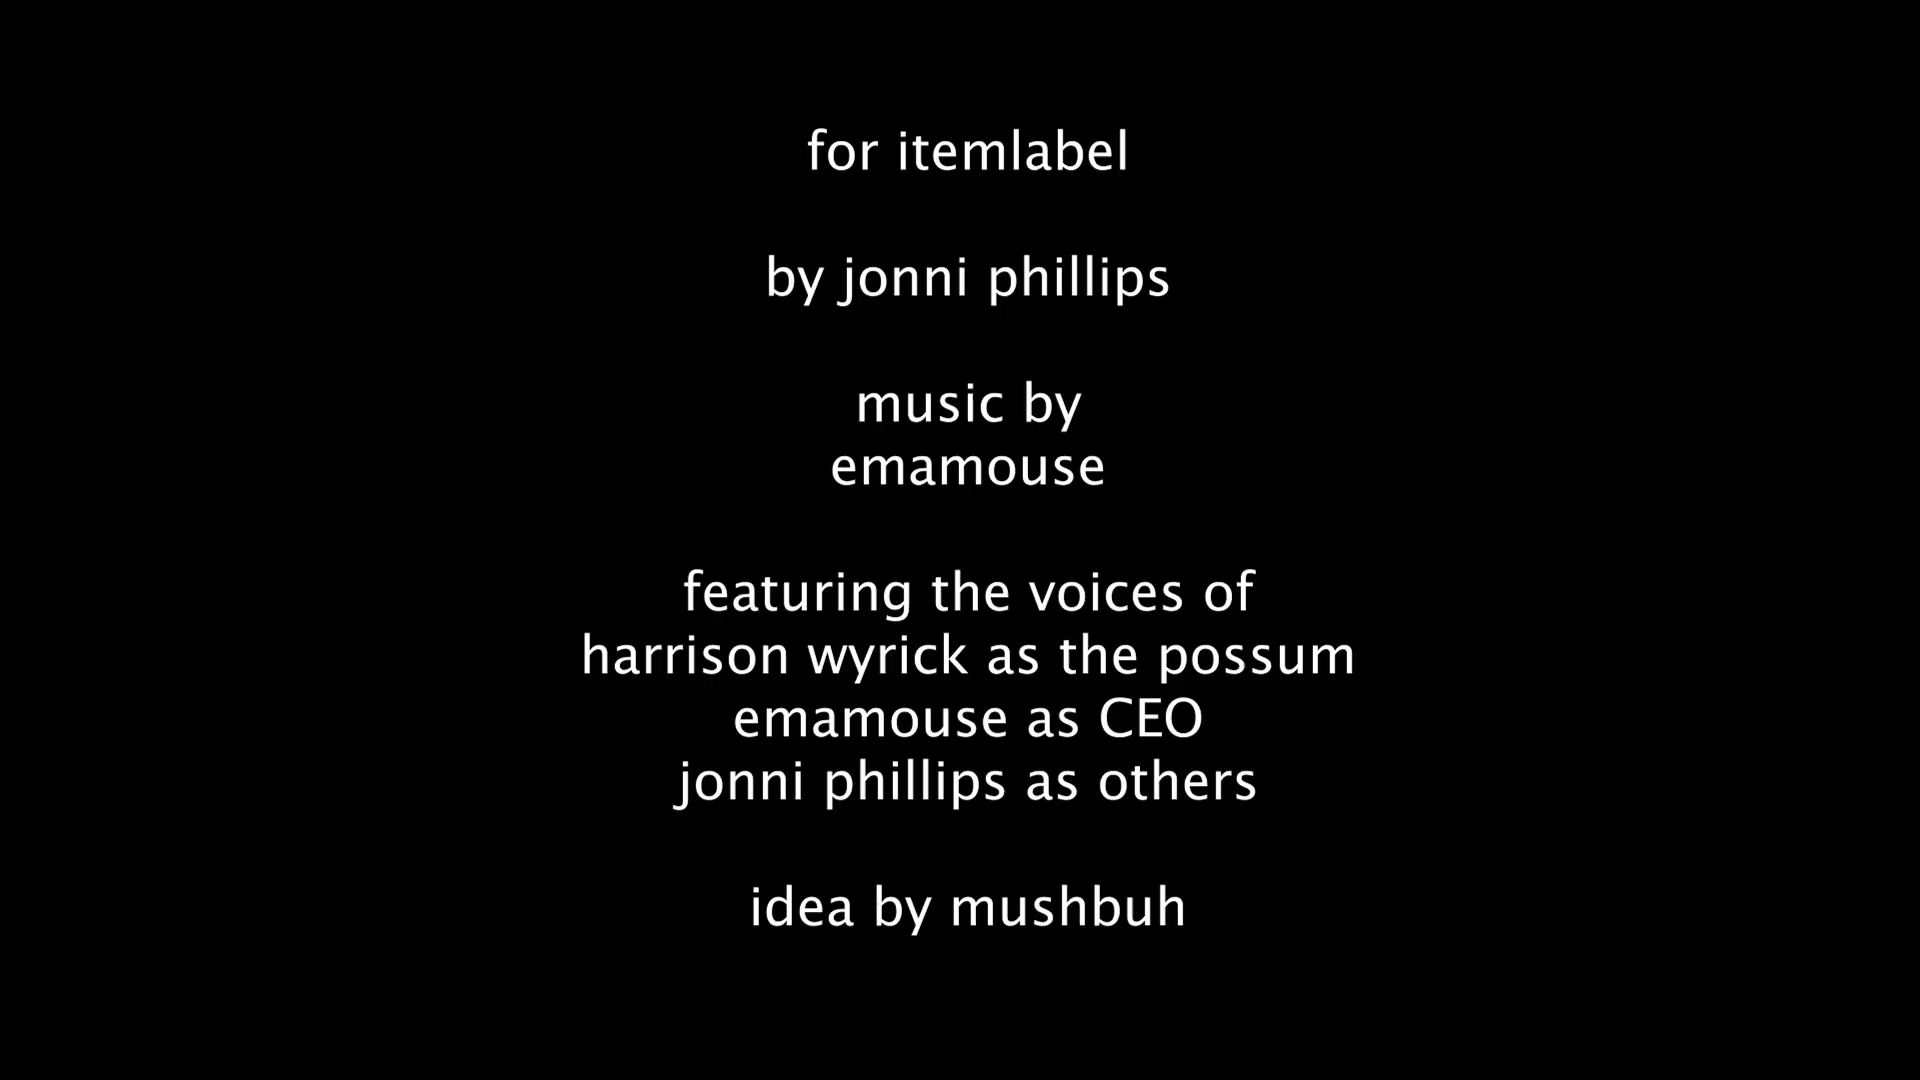 for itemlabel
by jonni phillips
music by
emamouse
featuring the voices of
harrison wyrick as the possum
emamouse as CEO
jonni phillips as others
idea by mushbuh